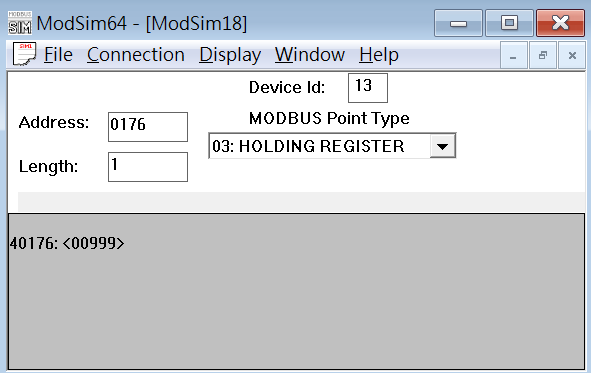 MODBUS
SIM
ModSim64 - [ModSim18]
SIM1
File Connection Display Window Help
Device Id: 13
Address: 0176
MODBUS Point Type
03: HOLDING REGISTER
Length: 1
40176: <00999>